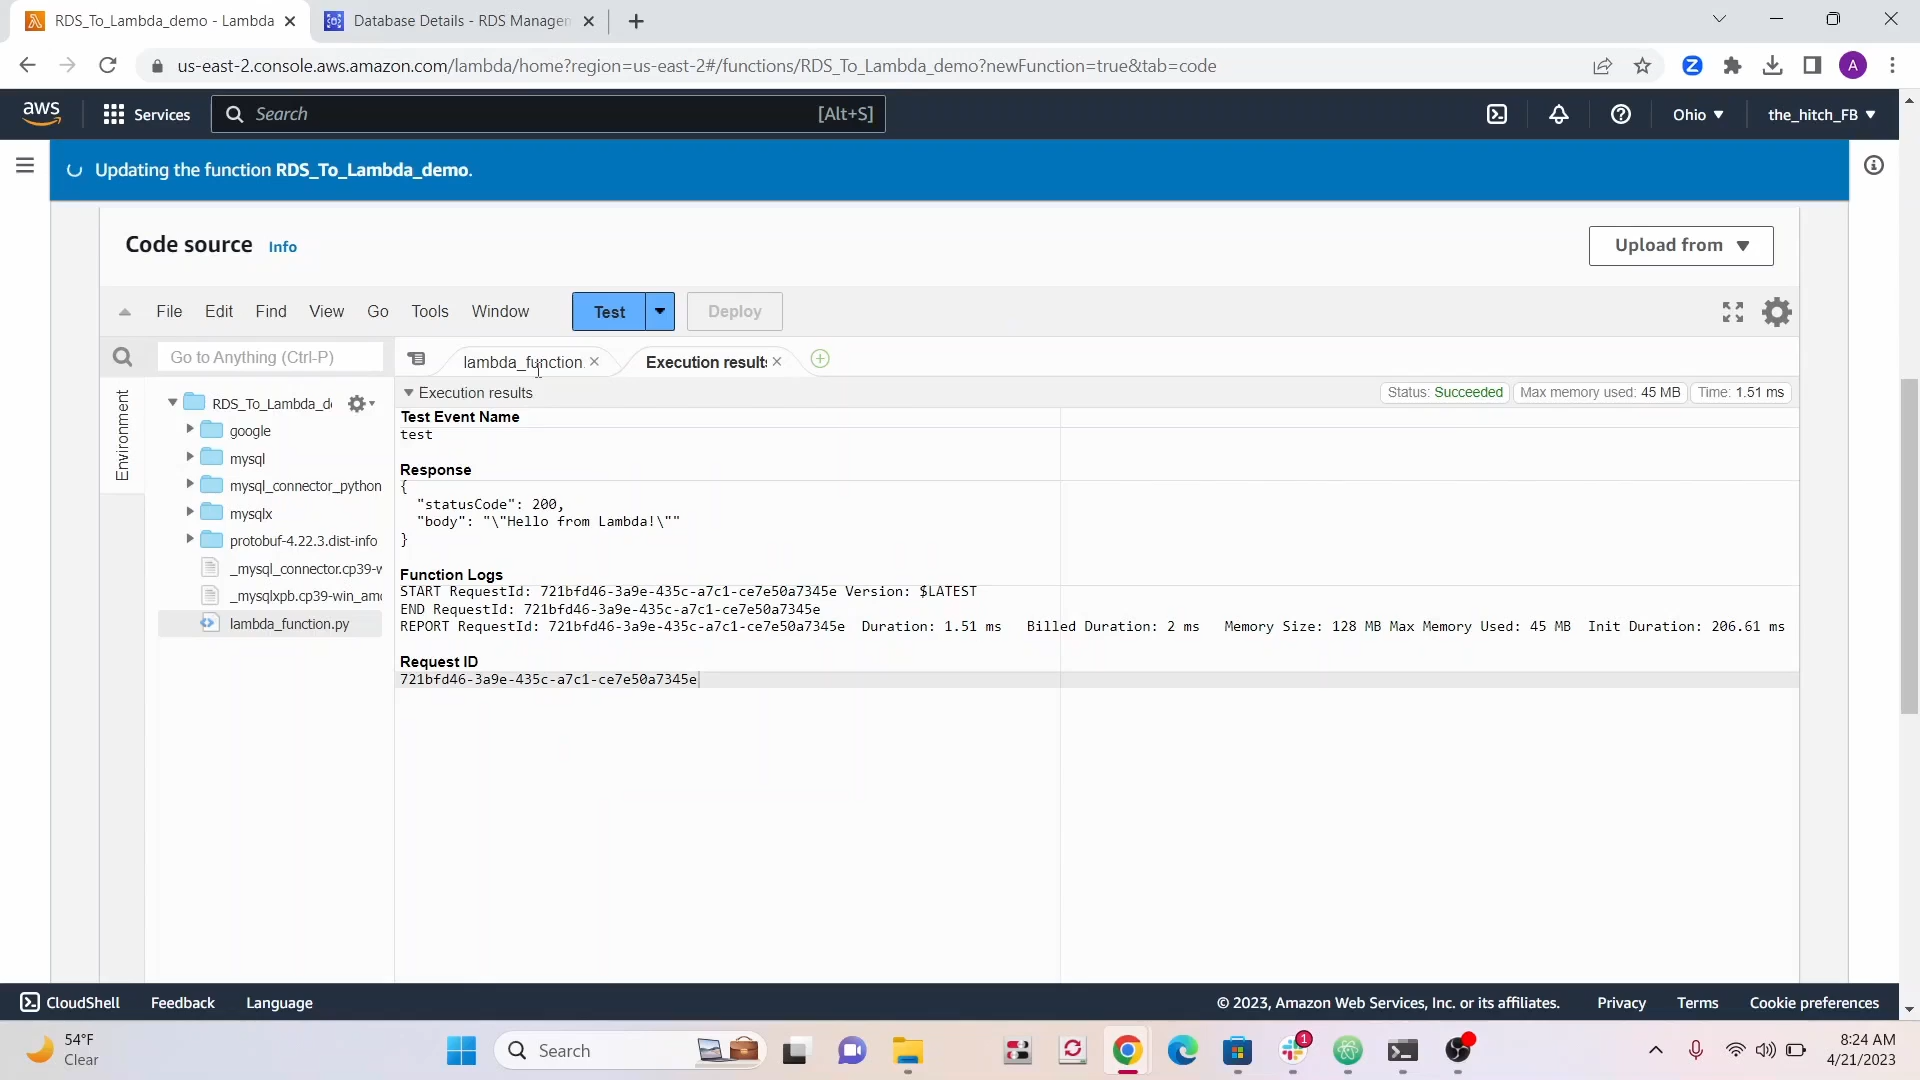 RDS_To_Lambda_demo - Lambda
Database Details - RDS Managem
us-east-2.console.aws.amazon.com/lambda/home?region=us-east-2#/functions/RDS_To_Lambda_demo?newFunction=true&tab=code
A
aws
Services
Search
[Alt+S]
Ohio
the_hitch_FB
Updating the function RDS_To_Lambda_demo.
Code source
Info
Upload from
File Edit Find View Go Tools Window
Test
Deploy
Go to Anything (Ctrl-P)
lambda_function
Execution results
Execution results
Status: Succeeded
Max memory used: 45 MB
Time: 1.51 ms
Environment
RDS_To_Lambda_de
google
mysql
mysql_connector_python
mysqlx
protobuf-4.22.3.dist-info
_mysql_connector.cp39-w
_mysqlxpb.cp39-win_amd
lambda_function.py
Test Event Name
test
Response
{
"statusCode": 200,
"body": "\"Hello from Lambda!\""
}
Function Logs
START RequestId: 721bfd46-3a9e-435c-a7c1-ce7e50a7345e Version: $LATEST
END RequestId: 721bfd46-3a9e-435c-a7c1-ce7e50a7345e
REPORT RequestId: 721bfd46-3a9e-435c-a7c1-ce7e50a7345e Duration: 1.51 ms Billed Duration: 2 ms Memory Size: 128 MB Max Memory Used: 45 MB Init Duration: 206.61 ms
Request ID
721bfd46-3a9e-435c-a7c1-ce7e50a7345e
CloudShell
Feedback
Language
© 2023, Amazon Web Services, Inc. or its affiliates.
Privacy
Terms
Cookie preferences
54°F
Clear
Search
1
8:24 AM
4/21/2023